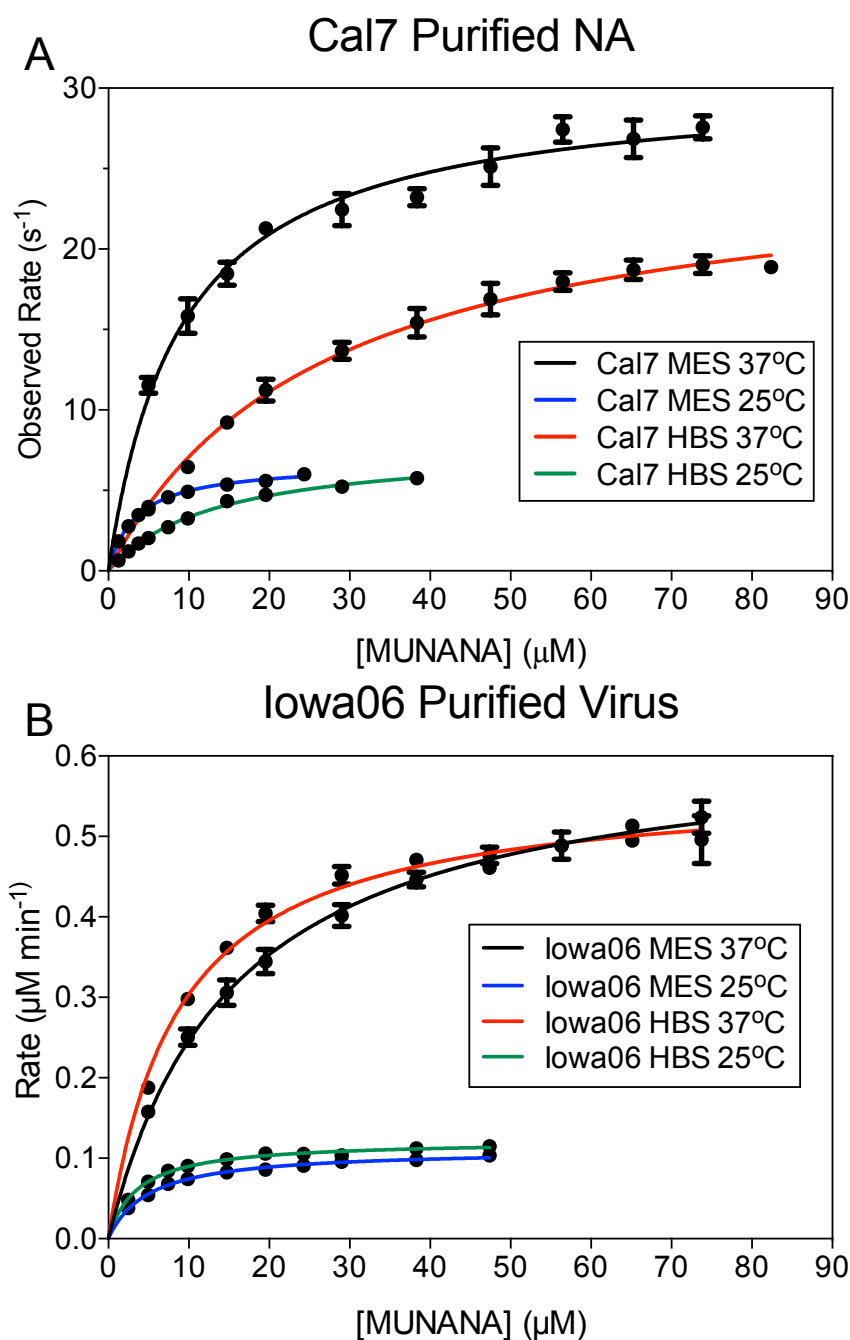 A
Cal7 Purified NA
30
20
10
0
Observed Rate (s-1)
Cal7 MES 37oC
Cal7 MES 25oC
Cal7 HBS 37oC
Cal7 HBS 25oC
0 10 20 30 40 50 60 70 80 90
[MUNANA] (μM)
B
Iowa06 Purified Virus
0.6
0.5
0.4
0.3
0.2
0.1
0.0
Rate (μM min-1)
Iowa06 MES 37oC
Iowa06 MES 25oC
Iowa06 HBS 37oC
Iowa06 HBS 25oC
0 10 20 30 40 50 60 70 80 90
[MUNANA] (μM)